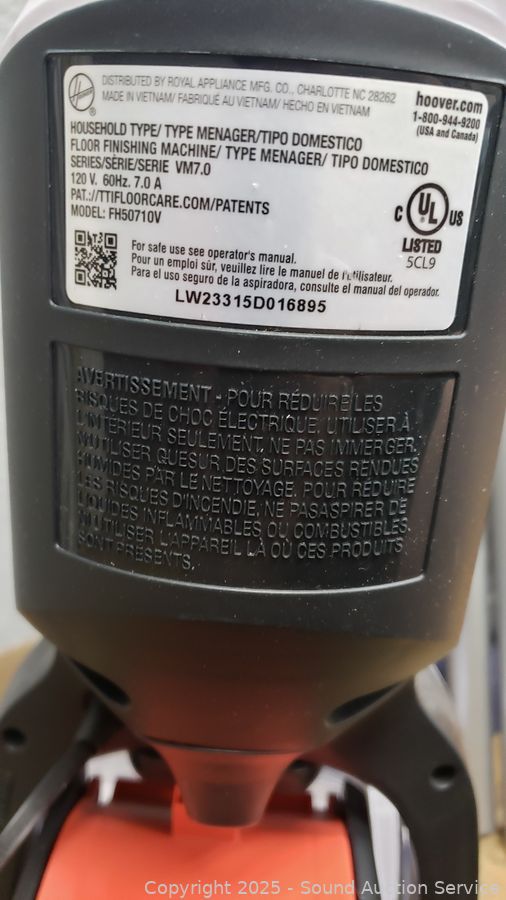 DISTRIBUTED BY ROYAL APPLIANCE MFG. CO., CHARLOTTE NC 28262
MADE IN VIETNAM/ FABRIQUÉ AU VIETNAM/ HECHO EN VIETNAM
hoover.com
1-800-944-9200
(USA and Canada)
HOOVER
HOUSEHOLD TYPE/ TYPE MENAGER/TIPO DOMESTICO
FLOOR FINISHING MACHINE/ TYPE MENAGER/ TIPO DOMESTICO
SERIES/SÉRIE/SERIE VM7.0
120 V. 60Hz. 7.0 A
PAT.://TTIFLOORCARE.COM/PATENTS
MODEL: FH50710V
C UL US
LISTED
5CL9
For safe use see operator's manual.
Pour un emploi sûr, veuillez lire le manuel de l'utilisateur.
Para el uso seguro de la aspiradora, consulte el manual del operador.
LW23315D016895
AVERTISSEMENT - POUR RÉDUIRE LES
RISQUES DE CHOC ÉLECTRIQUE, UTILISER À
L'INTÉRIEUR SEULEMENT, NE PAS IMMERGER
N'UTILISER QUESUR DES SURFACES RENDUES
HUMIDES PAR LE NETTOYAGE. POUR RÉDUIRE
LES RISQUES D'INCENDIE, NE PASASPIRER DE
LIQUIDES INFLAMMABLES OU COMBUSTIBLES,
N'UTILISER L'APPAREIL LÀ OÙ CES PRODUITS
SONT PRÉSENTS.
Copyright 2025 - Sound Auction Service